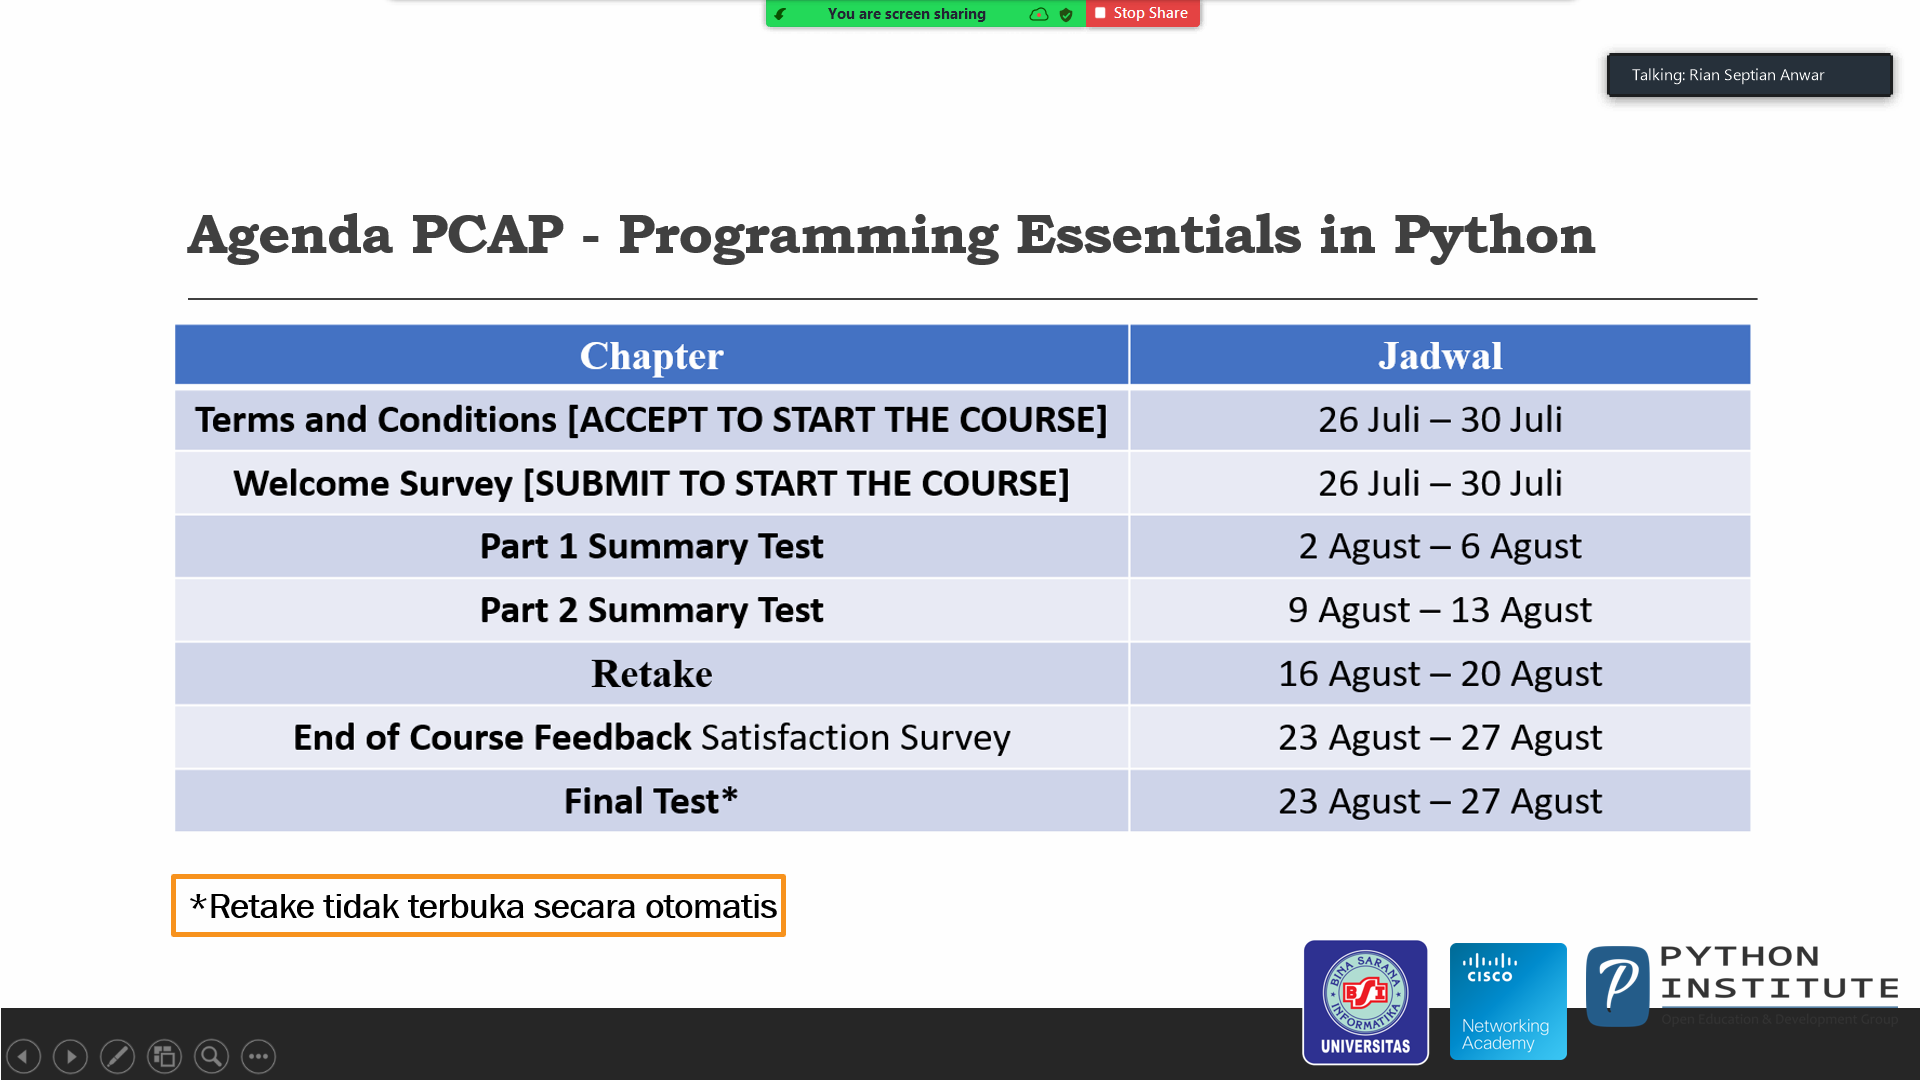 You are screen sharing
Stop Share
Talking: Rian Septian Anwar
Agenda PCAP - Programming Essentials in Python
Chapter Jadwal
Terms and Conditions [ACCEPT TO START THE COURSE] 26 Juli – 30 Juli
Welcome Survey [SUBMIT TO START THE COURSE] 26 Juli – 30 Juli
Part 1 Summary Test 2 Agust – 6 Agust
Part 2 Summary Test 9 Agust – 13 Agust
Retake 16 Agust – 20 Agust
End of Course Feedback Satisfaction Survey 23 Agust – 27 Agust
Final Test* 23 Agust – 27 Agust
*Retake tidak terbuka secara otomatis
BINA SARANA
BSI
INFORMATIKA
UNIVERSITAS
CISCO
Networking
Academy
PYTHON
INSTITUTE
Open Education & Development Group